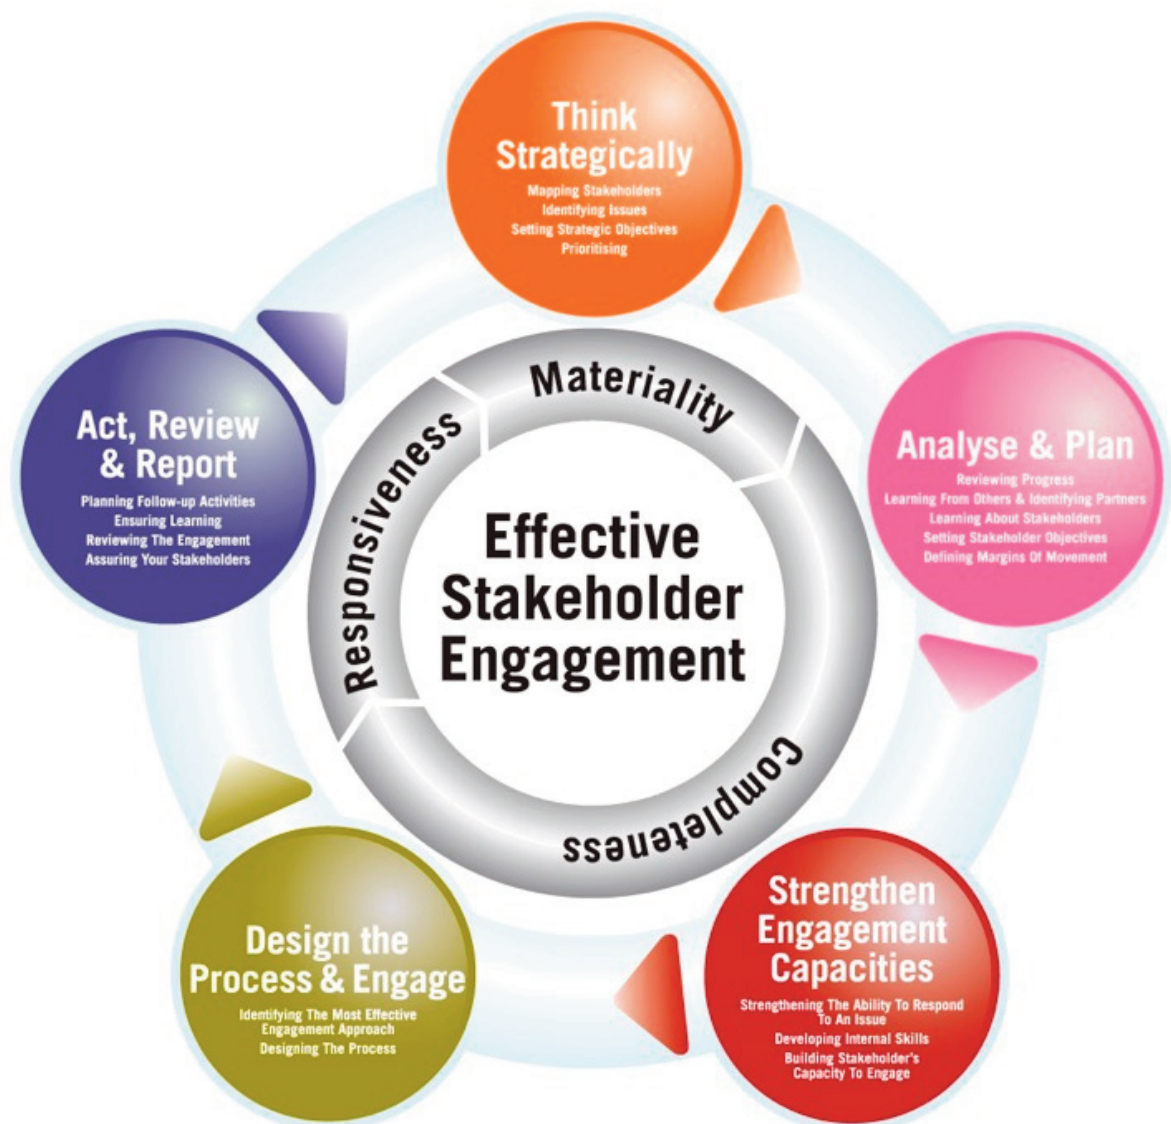 Think
Strategically
Mapping Stakeholders
Identifying Issues
Setting Strategic Objectives
Prioritising
Analyse & Plan
Reviewing Progress
Learning From Others & Identifying Partners
Learning About Stakeholders
Setting Stakeholder Objectives
Defining Margins Of Movement
Strengthen
Engagement
Capacities
Strengthening The Ability To Respond
To An Issue
Developing Internal Skills
Building Stakeholder's
Capacity To Engage
Design the
Process & Engage
Identifying The Most Effective
Engagement Approach
Designing The Process
Act, Review
& Report
Planning Follow-up Activities
Ensuring Learning
Reviewing The Engagement
Assuring Your Stakeholders
Materiality
Completeness
Responsiveness
Effective
Stakeholder
Engagement